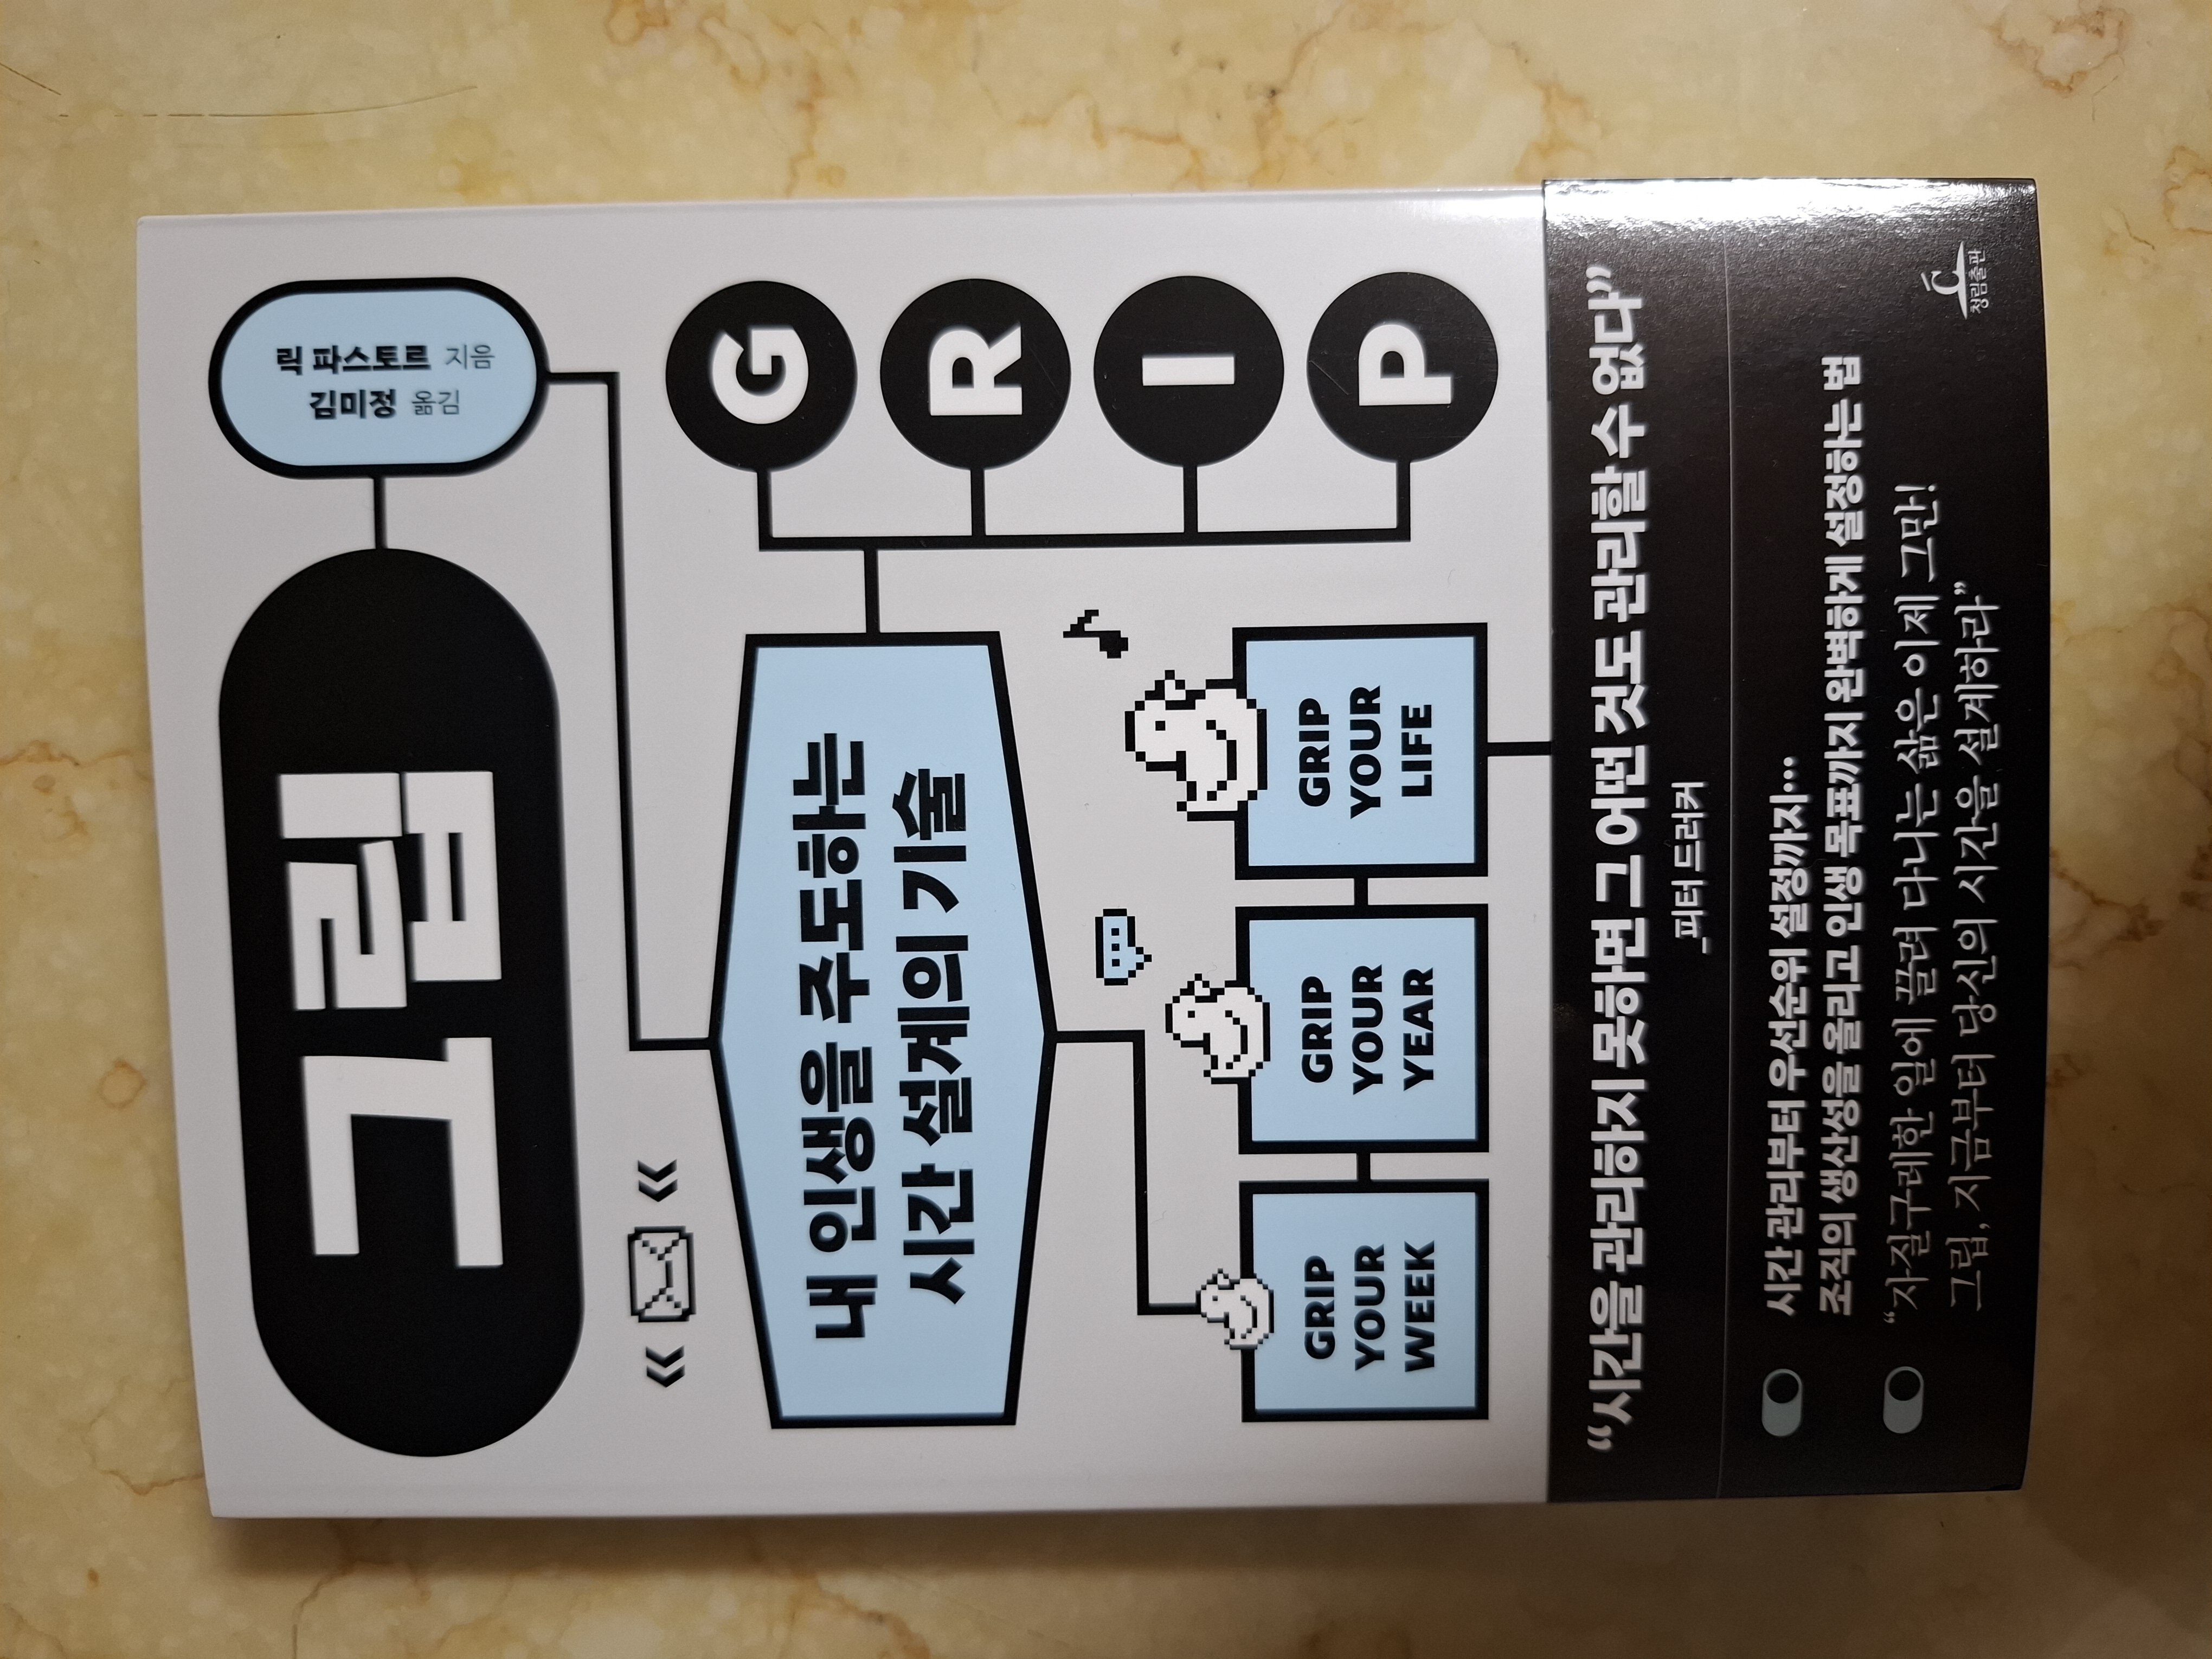 그립
릭 파스토르 지음
김미정 옮김
내 인생을 주도하는
시간 설계의 기술
G
R
I
P
GRIP
YOUR
WEEK
GRIP
YOUR
YEAR
GRIP
YOUR
LIFE
“시간을 관리하지 못하면 그 어떤 것도 관리할 수 없다”
_피터 드러커
시간 관리부터 우선순위 설정까지…
조직의 생산성을 올리고 인생 목표까지 완벽하게 설정하는 법
“자질구레한 일에 끌려 다니는 삶은 이제 그만!
그립, 지금부터 당신의 시간을 설계하라”
청림출판